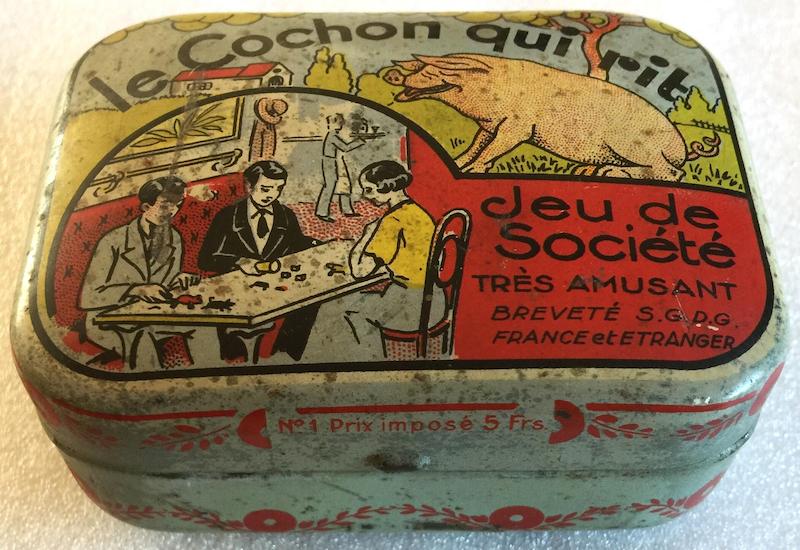 le Cochon qui rit
Jeu de
Société
TRÈS AMUSANT
BREVETÉ S.G.D.G.
FRANCE et ETRANGER
Nº1 Prix imposé 5 Frs.